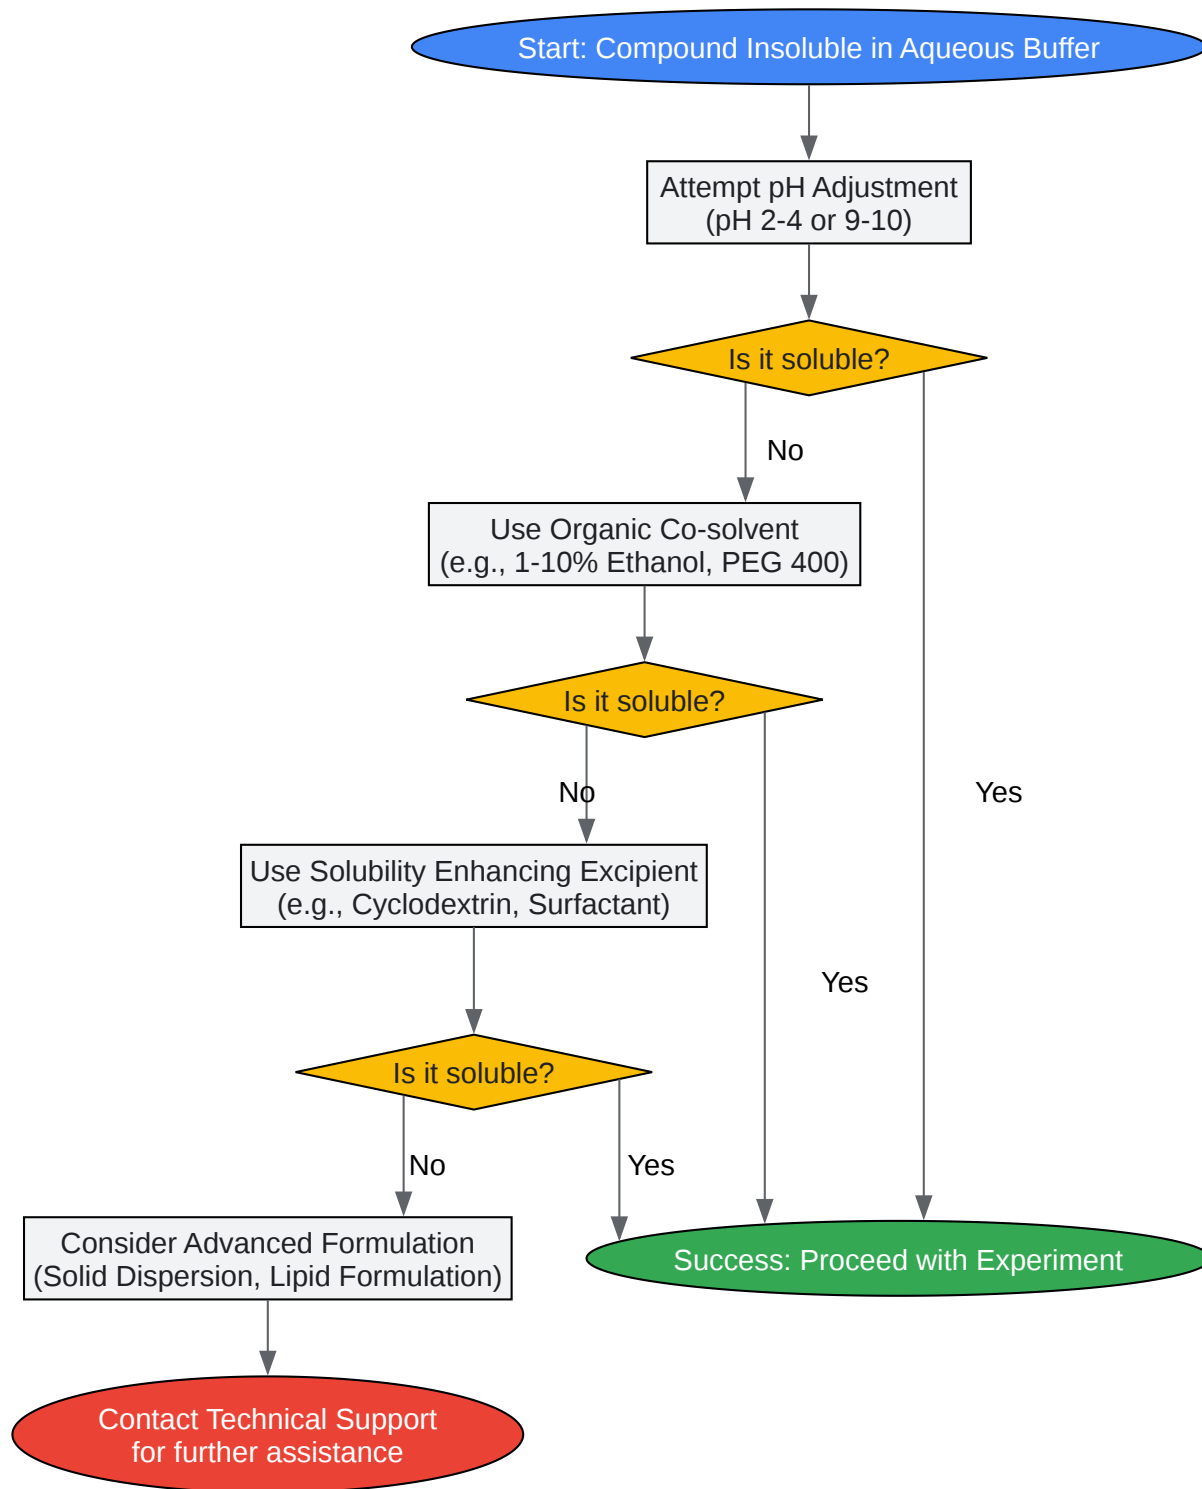 Start: Compound Insoluble in Aqueous Buffer
Attempt pH Adjustment
(pH 2-4 or 9-10)
Is it soluble?
No
Use Organic Co-solvent
(e.g., 1-10% Ethanol, PEG 400)
Is it soluble?
No
Yes
Use Solubility Enhancing Excipient
(e.g., Cyclodextrin, Surfactant)
Yes
Is it soluble?
No
Yes
Consider Advanced Formulation
(Solid Dispersion, Lipid Formulation)
Success: Proceed with Experiment
Contact Technical Support
for further assistance